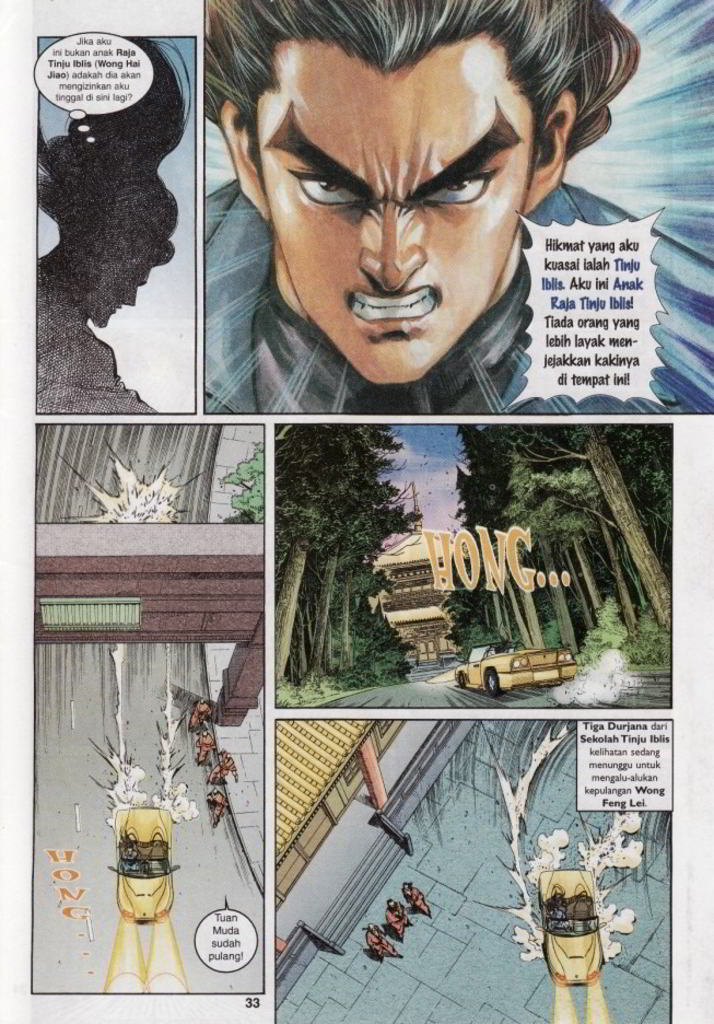 Jika aku
ini bukan anak Raja
Tinju Iblis (Wong Hai
Jiao) adakah dia akan
mengizinkan aku
tinggal di sini lagi?
Hikmat yang aku
kuasai ialah Tinju
Iblis. Aku ini Anak
Raja Tinju Iblis!
Tiada orang yang
lebih layak men-
jejakkan kakinya
di tempat ini!
HONG...
Tuan
Muda
sudah
pulang!
HONG...
Tiga Durjana dari
Sekolah Tinju Iblis
kelihatan sedang
menunggu untuk
mengalu-alukan
kepulangan Wong
Feng Lei.
33